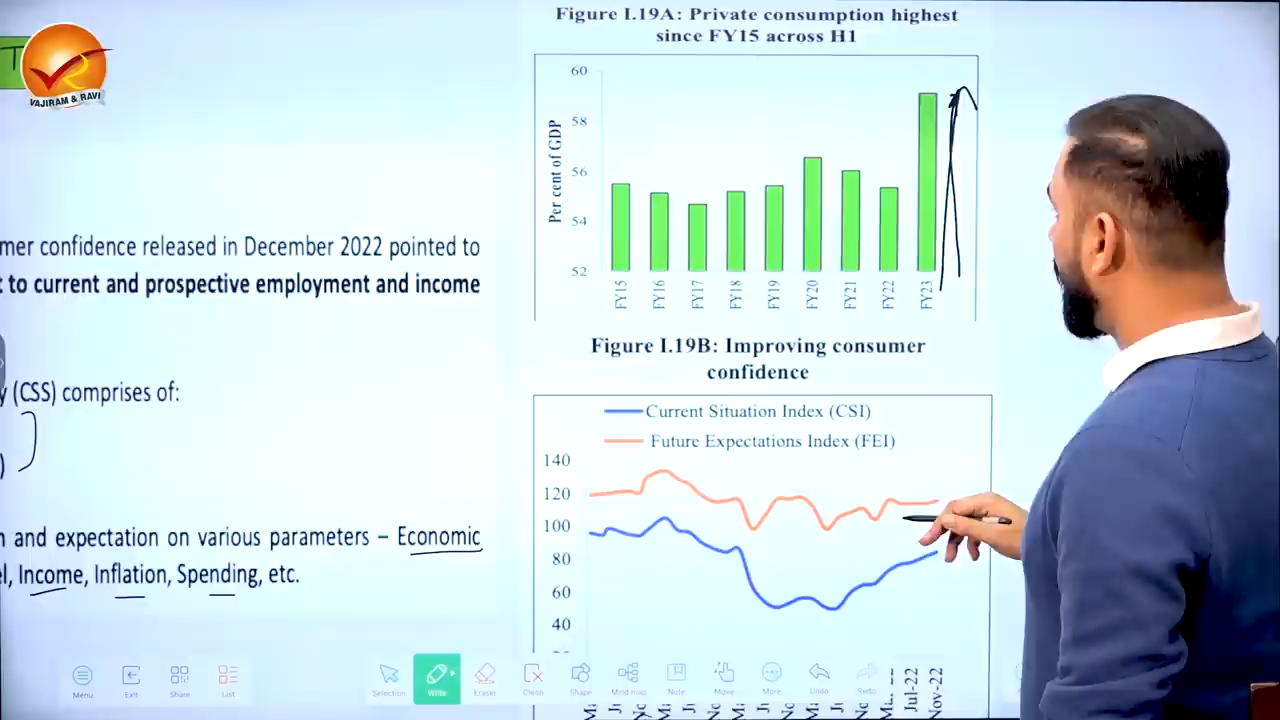 T
VAJIRAM & RAVI
mer confidence released in December 2022 pointed to
t to current and prospective employment and income
y (CSS) comprises of:
)
n and expectation on various parameters – Economic
el, Income, Inflation, Spending, etc.
Figure I.19A: Private consumption highest
since FY15 across H1
Per cent of GDP
60
58
56
54
52
FY15 FY16 FY17 FY18 FY19 FY20 FY21 FY22 FY23
Figure I.19B: Improving consumer
confidence
Current Situation Index (CSI)
Future Expectations Index (FEI)
140
120
100
80
60
40
Jul-22
Nov-22
Menu Exit Share List Selection Write Eraser Clean Shape Mind map Note Move More Undo Redo